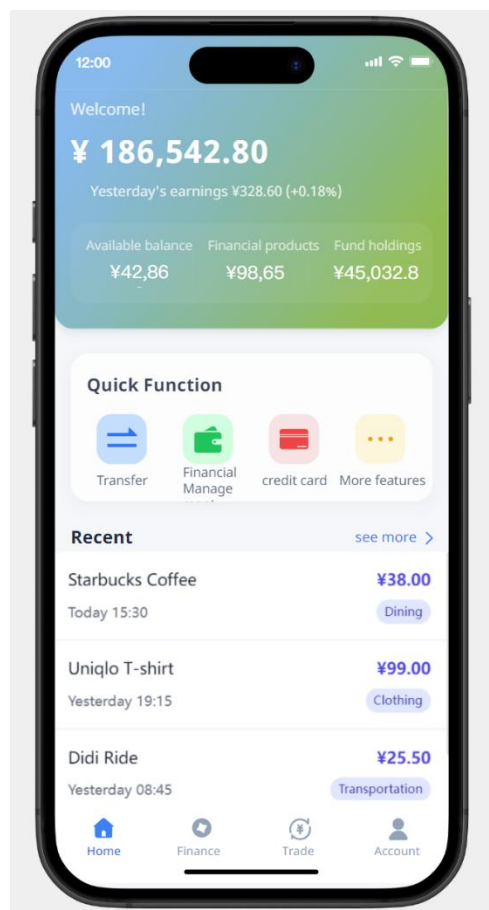 12:00
Welcome!
¥ 186,542.80
Yesterday's earnings ¥328.60 (+0.18%)
Available balance Financial products Fund holdings
¥42,86 ¥98,65 ¥45,032.8
Quick Function
Transfer Financial credit card More features
Manage
Recent see more >
Starbucks Coffee ¥38.00
Today 15:30 Dining
Uniqlo T-shirt ¥99.00
Yesterday 19:15 Clothing
Didi Ride ¥25.50
Yesterday 08:45 Transportation
Home Finance Trade Account